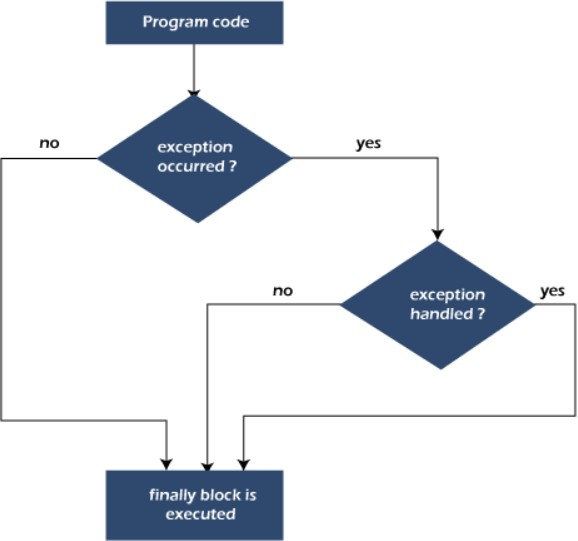 Program code
no
exception
occurred ?
yes
no
exception
handled ?
yes
finally block is
executed